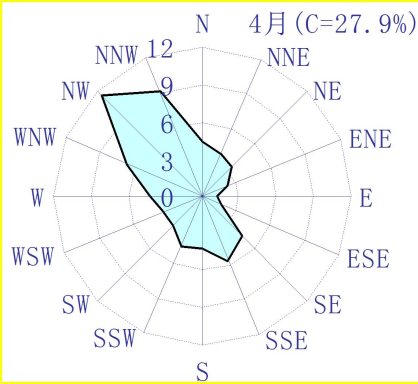 N 4月(C=27.9%)
NNW 12 NNE
NW 9 NE
6
WNW ENE
3
W 0 E
WSW ESE
SW SE
SSW SSE
S